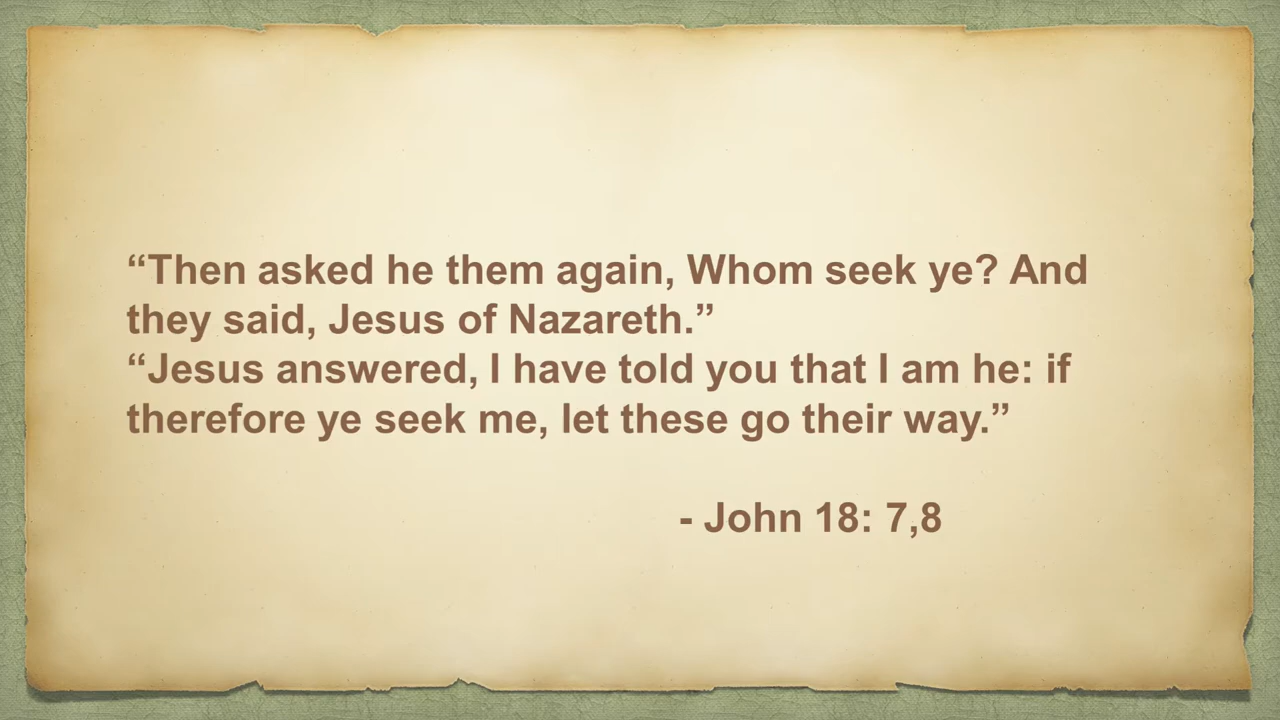 “Then asked he them again, Whom seek ye? And
they said, Jesus of Nazareth.”
“Jesus answered, I have told you that I am he: if
therefore ye seek me, let these go their way.”
- John 18: 7,8